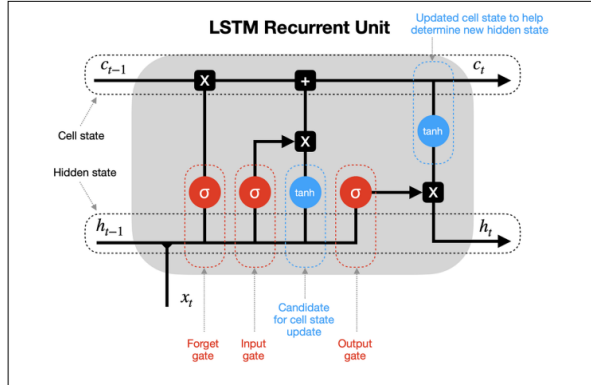 LSTM Recurrent Unit
Updated cell state to help
determine new hidden state
c_{t-1}
c_t
X
+
Cell state
tanh
X
Hidden state
σ
σ
tanh
σ
X
h_{t-1}
h_t
x_t
Candidate
for cell state
update
Forget
gate
Input
gate
Output
gate